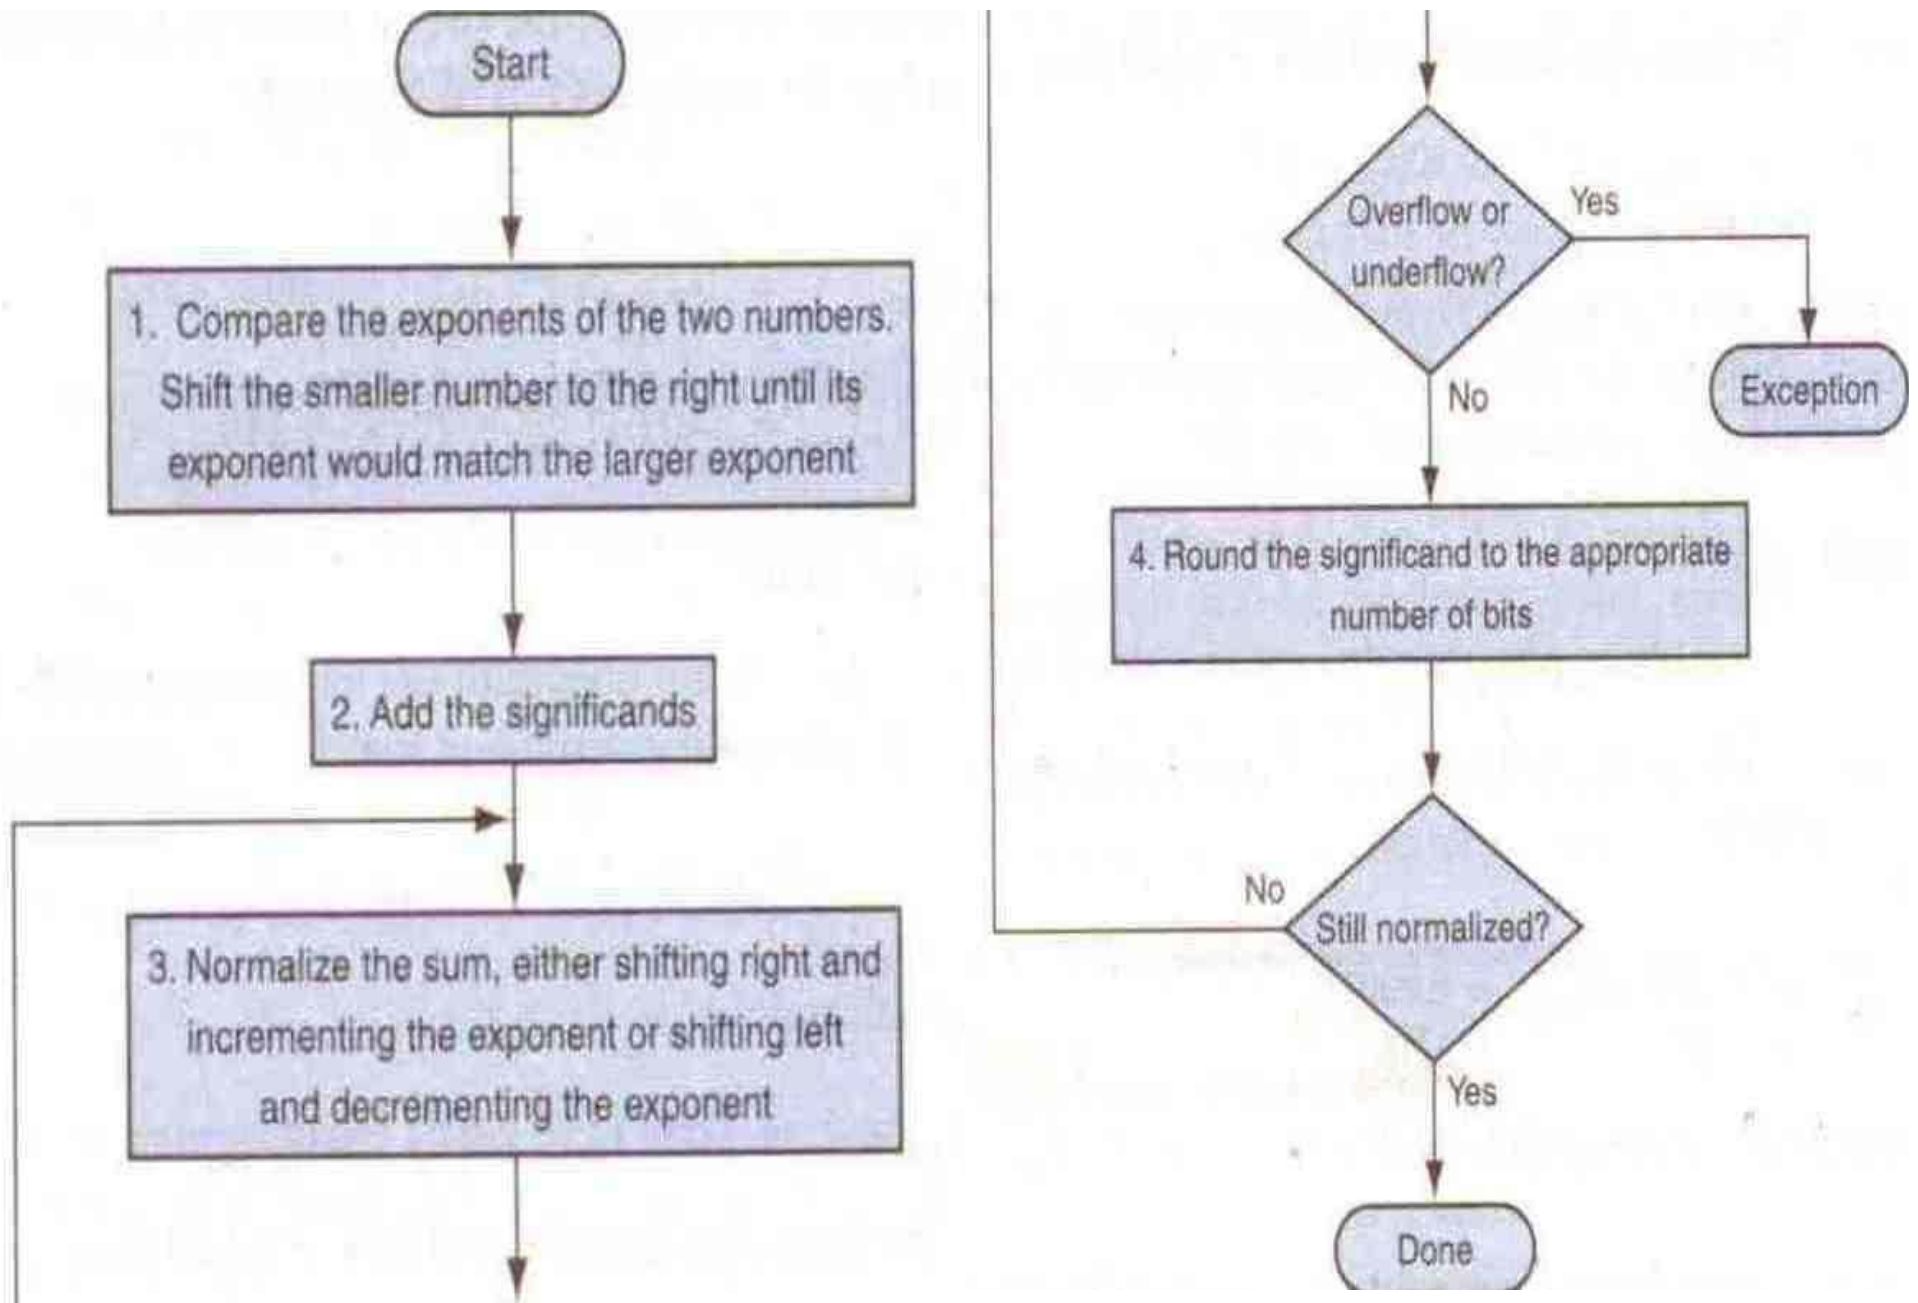 Start
1. Compare the exponents of the two numbers.
Shift the smaller number to the right until its
exponent would match the larger exponent
2. Add the significands
3. Normalize the sum, either shifting right and
incrementing the exponent or shifting left
and decrementing the exponent
Overflow or
underflow?
Yes
No
Exception
4. Round the significand to the appropriate
number of bits
No
Still normalized?
Yes
Done